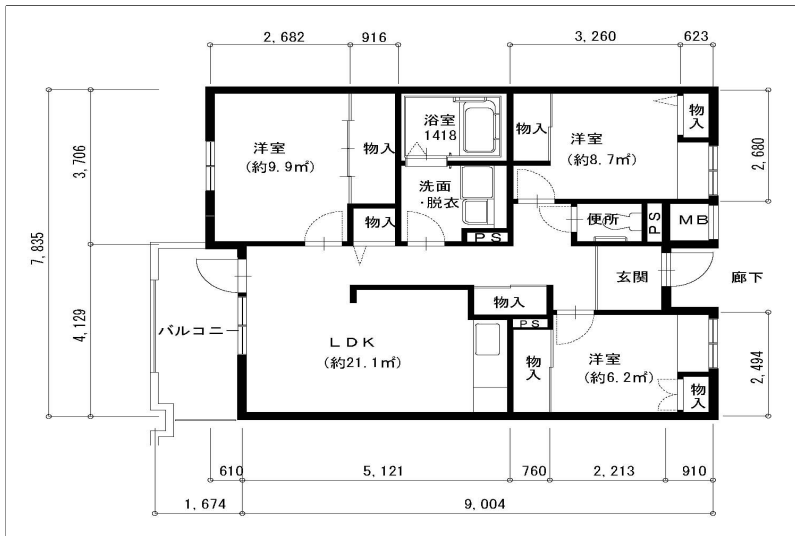 2,682
916
3,260
623
7,835
3,706
4,129
2,680
2,494
洋室
(約9.9㎡)
物入
物入
浴室
1418
洗面
・脱衣
PS
物入
洋室
(約8.7㎡)
物入
便所
PS
MB
玄関
廊下
バルコニー
LDK
(約21.1㎡)
物入
PS
物入
洋室
(約6.2㎡)
物入
610
5,121
760
2,213
910
1,674
9,004